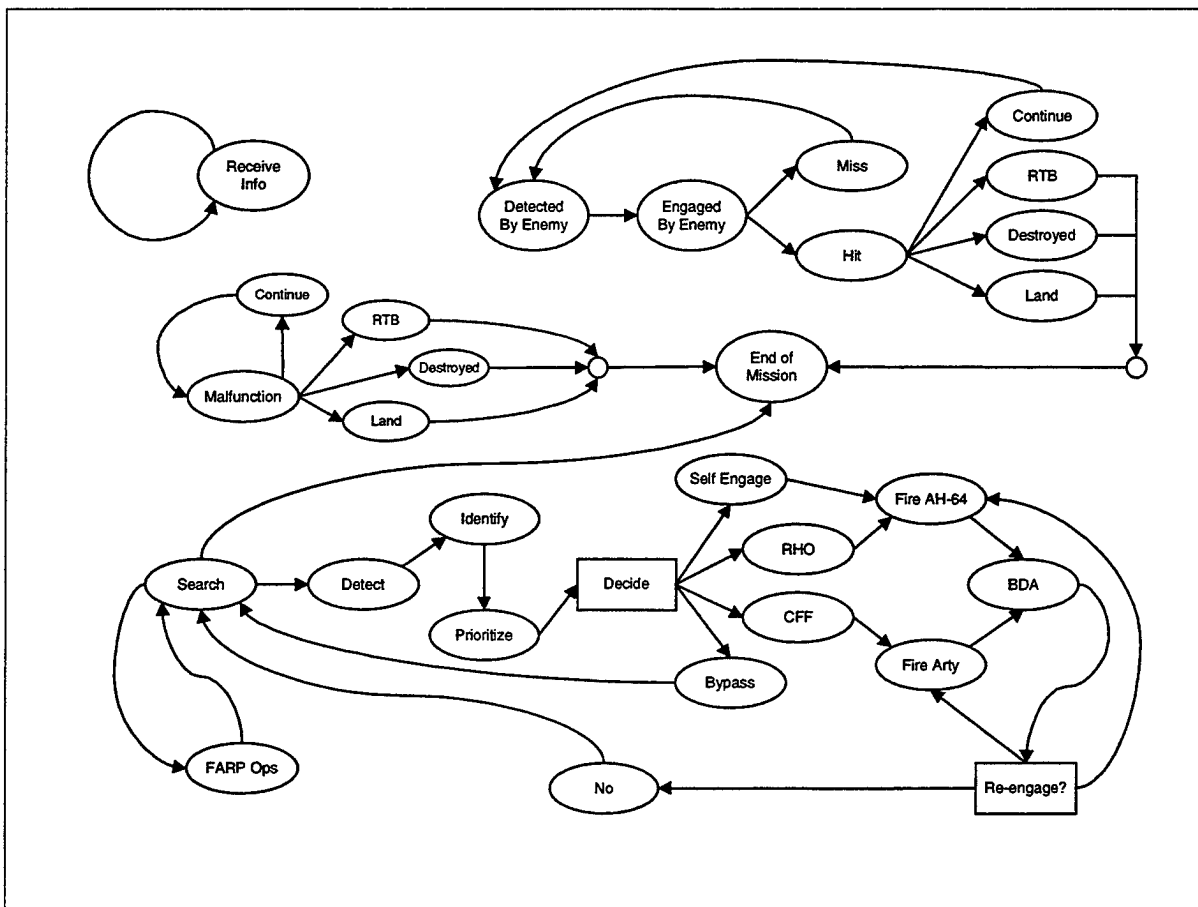 Continue
Receive
Info
Miss
RTB
Detected
By Enemy
Engaged
By Enemy
Destroyed
Hit
Continue
Land
RTB
End of
Mission
Destroyed
Malfunction
Land
Self Engage
Fire AH-64
Identify
RHO
Search
Detect
Decide
BDA
CFF
Prioritize
Fire Arty
Bypass
FARP Ops
No
Re-engage?